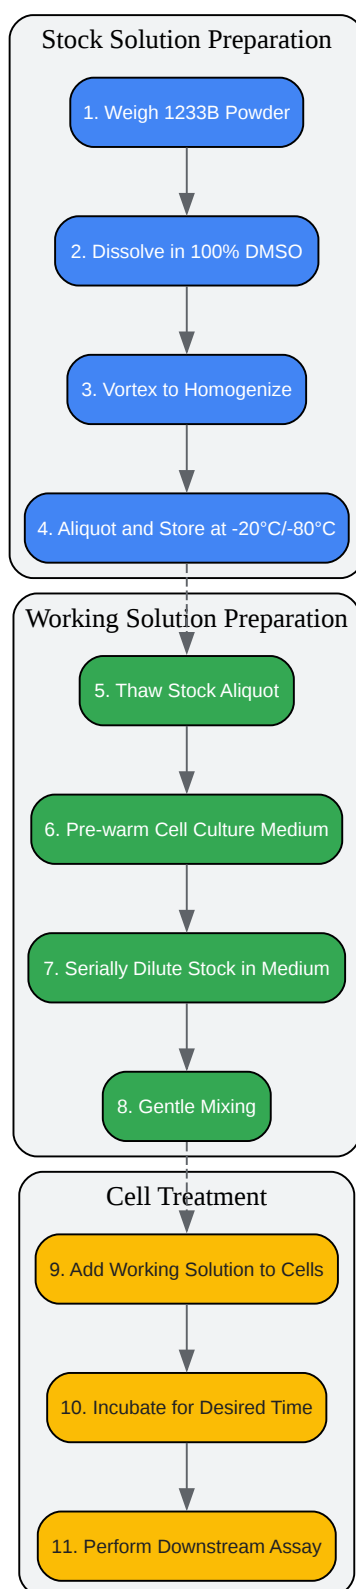 Stock Solution Preparation
1. Weigh 1233B Powder
2. Dissolve in 100% DMSO
3. Vortex to Homogenize
4. Aliquot and Store at -20°C/-80°C
Working Solution Preparation
5. Thaw Stock Aliquot
6. Pre-warm Cell Culture Medium
7. Serially Dilute Stock in Medium
8. Gentle Mixing
Cell Treatment
9. Add Working Solution to Cells
10. Incubate for Desired Time
11. Perform Downstream Assay